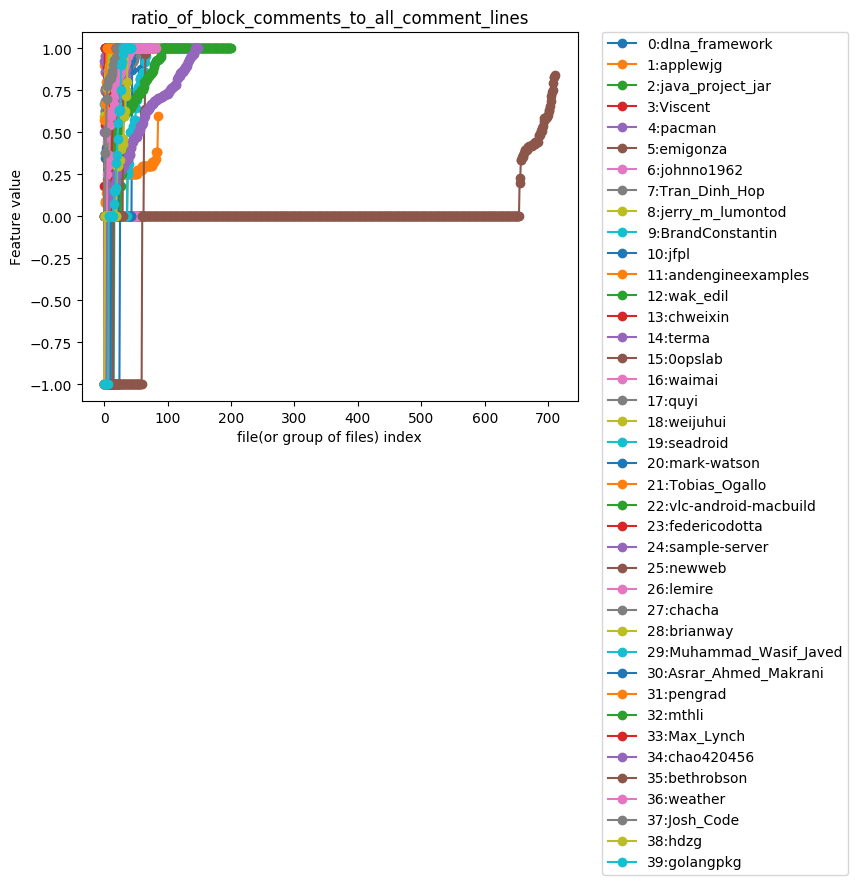 ratio_of_block_comments_to_all_comment_lines
1.00
0.75
0.50
0.25
0.00
−0.25
−0.50
−0.75
−1.00
Feature value
0 100 200 300 400 500 600 700
file(or group of files) index
0:dlna_framework
1:applewjg
2:java_project_jar
3:Viscent
4:pacman
5:emigonza
6:johnno1962
7:Tran_Dinh_Hop
8:jerry_m_lumontod
9:BrandConstantin
10:jfpl
11:andengineexamples
12:wak_edil
13:chweixin
14:terma
15:0opslab
16:waimai
17:quyi
18:weijuhui
19:seadroid
20:mark-watson
21:Tobias_Ogallo
22:vlc-android-macbuild
23:federicodotta
24:sample-server
25:newweb
26:lemire
27:chacha
28:brianway
29:Muhammad_Wasif_Javed
30:Asrar_Ahmed_Makrani
31:pengrad
32:mthli
33:Max_Lynch
34:chao420456
35:bethrobson
36:weather
37:Josh_Code
38:hdzg
39:golangpkg